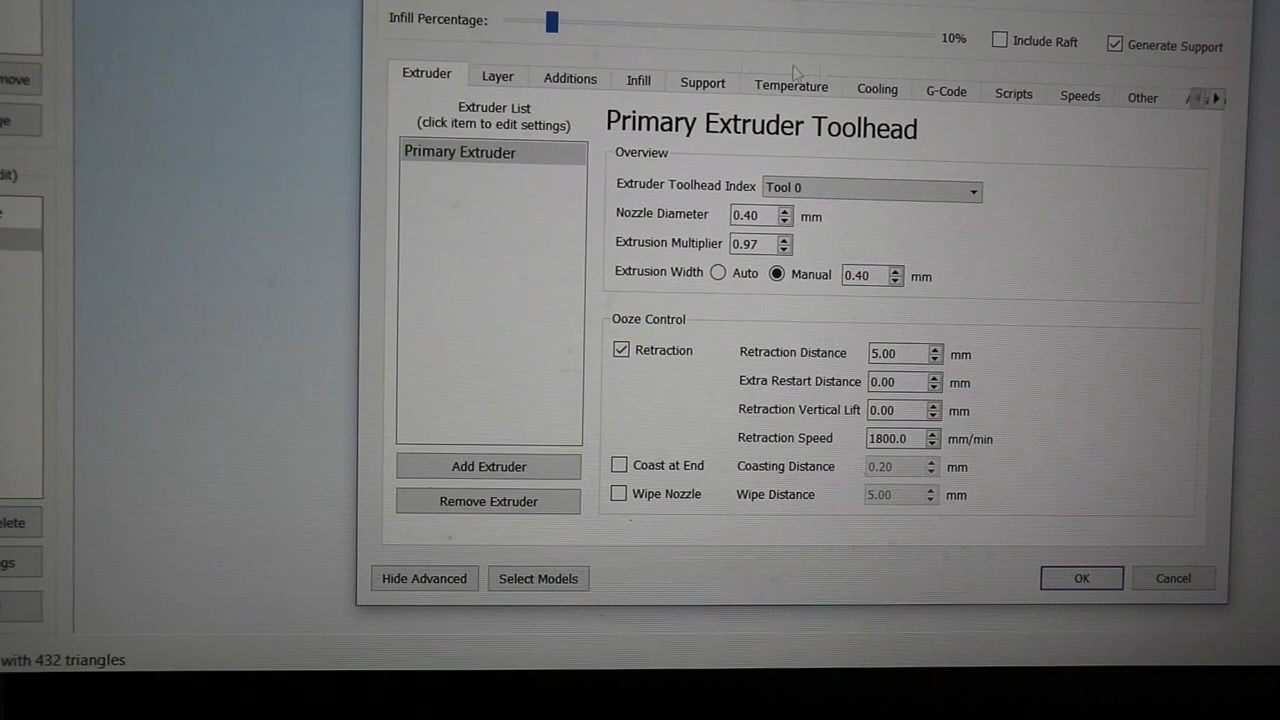 Infill Percentage: 10% Include Raft Generate Support
Extruder Layer Additions Infill Support Temperature Cooling G-Code Scripts Speeds Other
Extruder List
(click item to edit settings)
Primary Extruder
Add Extruder
Remove Extruder
Primary Extruder Toolhead
Overview
Extruder Toolhead Index Tool 0
Nozzle Diameter 0.40 mm
Extrusion Multiplier 0.97
Extrusion Width Auto Manual 0.40 mm
Ooze Control
Retraction Retraction Distance 5.00 mm
Extra Restart Distance 0.00 mm
Retraction Vertical Lift 0.00 mm
Retraction Speed 1800.0 mm/min
Coast at End Coasting Distance 0.20 mm
Wipe Nozzle Wipe Distance 5.00 mm
Hide Advanced Select Models OK Cancel
with 432 triangles